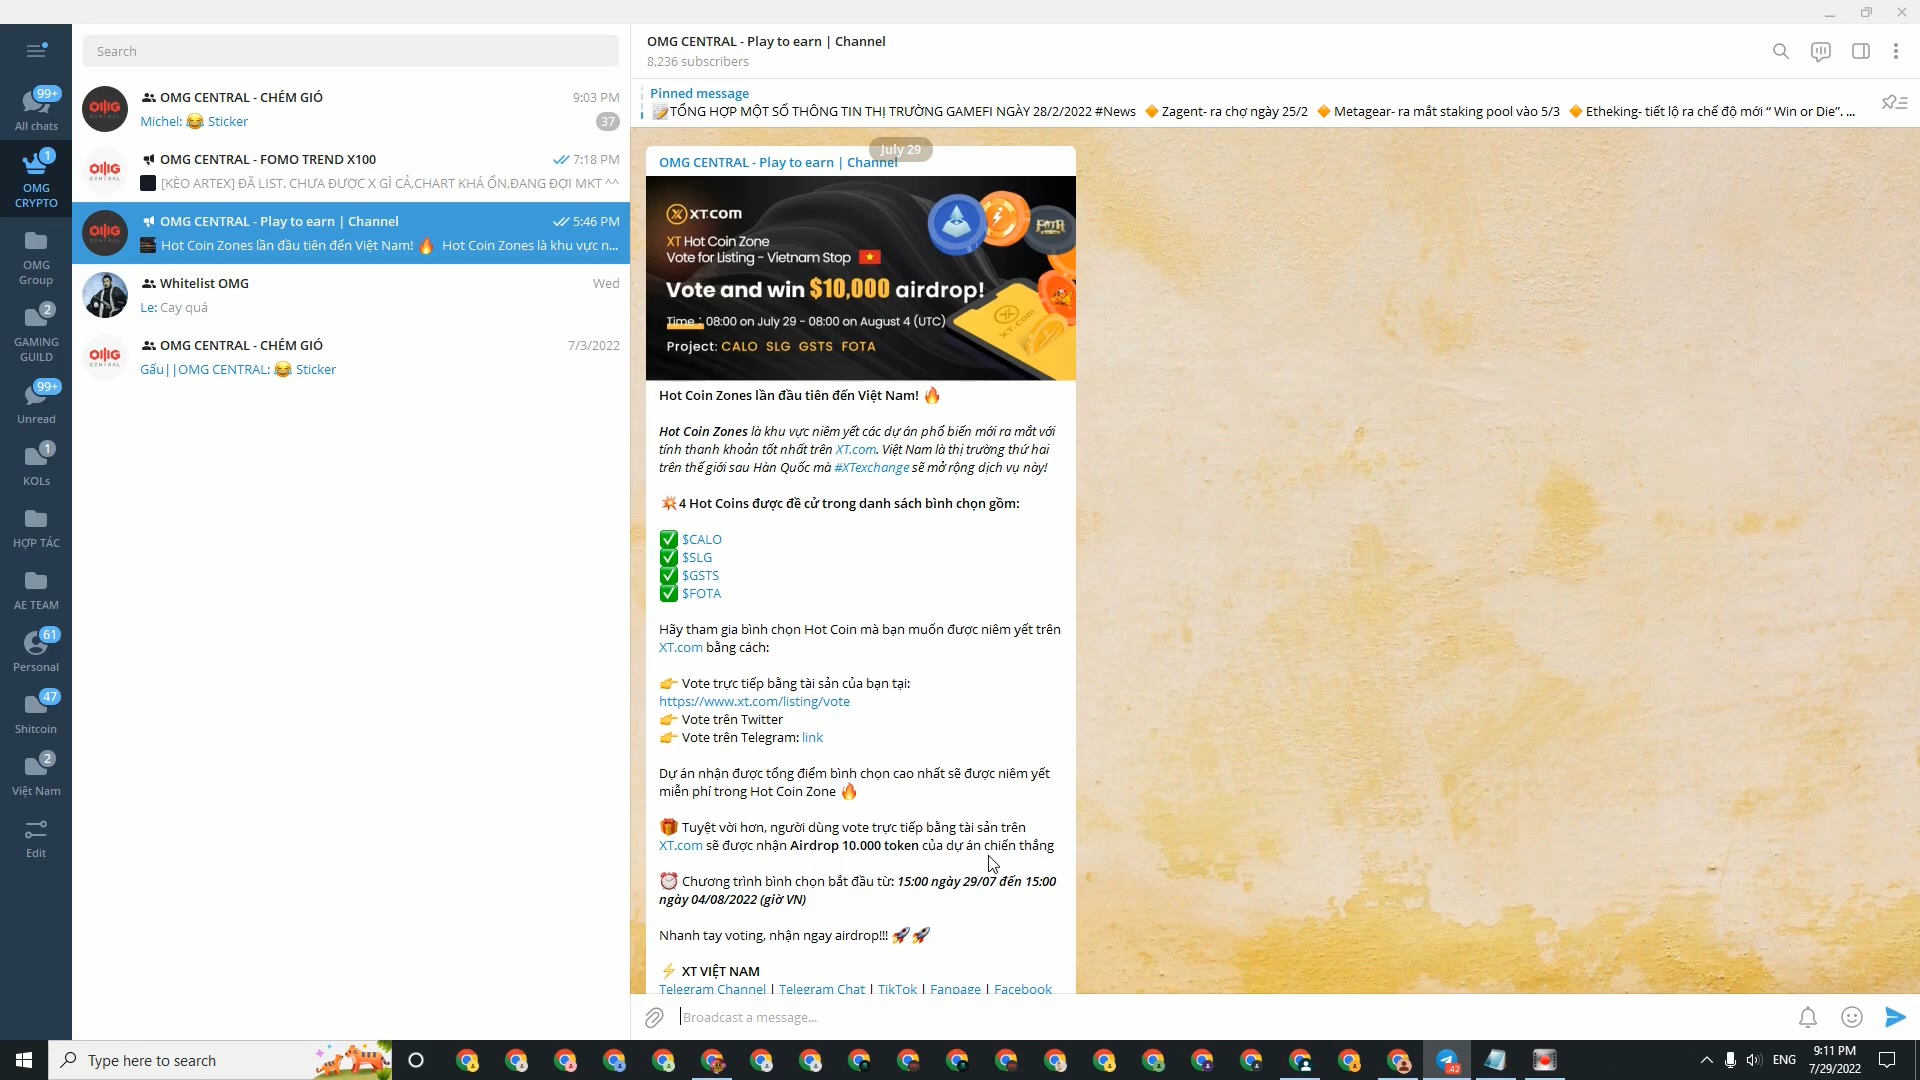 Search
OMG CENTRAL - Play to earn | Channel
8,236 subscribers
99+
All chats
1
OMG
CRYPTO
OMG
Group
2
GAMING
GUILD
99+
Unread
1
KOLs
HỢP TÁC
AE TEAM
61
Personal
47
Shitcoin
2
Việt Nam
Edit
OMG CENTRAL
OMG CENTRAL - CHÉM GIÓ
9:03 PM
Michel: 😂 Sticker
37
OMG CENTRAL
OMG CENTRAL - FOMO TREND X100
7:18 PM
[KÈO ARTEX] ĐÃ LIST. CHƯA ĐƯỢC X GÌ CẢ,CHART KHÁ ỔN,ĐANG ĐỢI MKT ^^
OMG CENTRAL
OMG CENTRAL - Play to earn | Channel
5:46 PM
Hot Coin Zones lần đầu tiên đến Việt Nam! 🔥 Hot Coin Zones là khu vực n...
Whitelist OMG
Wed
Le: Cay quá
OMG CENTRAL
OMG CENTRAL - CHÉM GIÓ
7/3/2022
Gấu||OMG CENTRAL: 😂 Sticker
Pinned message
📝TỔNG HỢP MỘT SỐ THÔNG TIN THỊ TRƯỜNG GAMEFI NGÀY 28/2/2022 #News 🔶Zagent- ra chợ ngày 25/2 🔶Metagear- ra mắt staking pool vào 5/3 🔶Etheking- tiết lộ ra chế độ mới “ Win or Die”. ...
July 29
OMG CENTRAL - Play to earn | Channel
XT.COM
XT Hot Coin Zone
Vote for Listing - Vietnam Stop
Vote and win $10,000 airdrop!
Time : 08:00 on July 29 - 08:00 on August 4 (UTC)
Project: CALO SLG GSTS FOTA
FOTA
XT.COM
Hot Coin Zones lần đầu tiên đến Việt Nam! 🔥
Hot Coin Zones là khu vực niêm yết các dự án phổ biến mới ra mắt với
tính thanh khoản tốt nhất trên XT.com. Việt Nam là thị trường thứ hai
trên thế giới sau Hàn Quốc mà #XTexchange sẽ mở rộng dịch vụ này!
💥4 Hot Coins được đề cử trong danh sách bình chọn gồm:
✅ $CALO
✅ $SLG
✅ $GSTS
✅ $FOTA
Hãy tham gia bình chọn Hot Coin mà bạn muốn được niêm yết trên
XT.com bằng cách:
👉 Vote trực tiếp bằng tài sản của bạn tại:
https://www.xt.com/listing/vote
👉 Vote trên Twitter
👉 Vote trên Telegram: link
Dự án nhận được tổng điểm bình chọn cao nhất sẽ được niêm yết
miễn phí trong Hot Coin Zone 🔥
🎁 Tuyệt vời hơn, người dùng vote trực tiếp bằng tài sản trên
XT.com sẽ được nhận Airdrop 10.000 token của dự án chiến thắng
⏰ Chương trình bình chọn bắt đầu từ: 15:00 ngày 29/07 đến 15:00
ngày 04/08/2022 (giờ VN)
Nhanh tay voting, nhận ngay airdrop!!! 🚀🚀
⚡ XT VIỆT NAM
Telegram Channel | Telegram Chat | TikTok | Fanpage | Facebook
Broadcast a message...
Type here to search
42
ENG
9:11 PM
7/29/2022